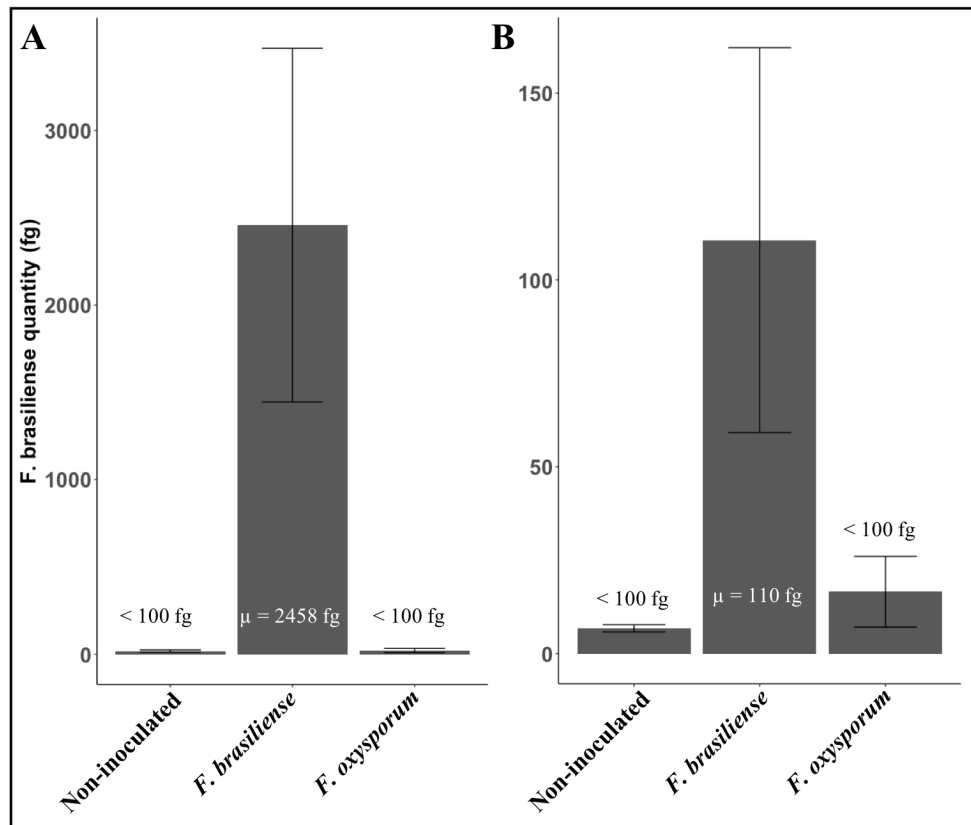 A
F. brasiliense quantity (fg)
3000
2000
1000
0
< 100 fg
μ = 2458 fg
< 100 fg
Non-inoculated
F. brasiliense
F. oxysporum
B
150
100
50
0
< 100 fg
μ = 110 fg
< 100 fg
Non-inoculated
F. brasiliense
F. oxysporum